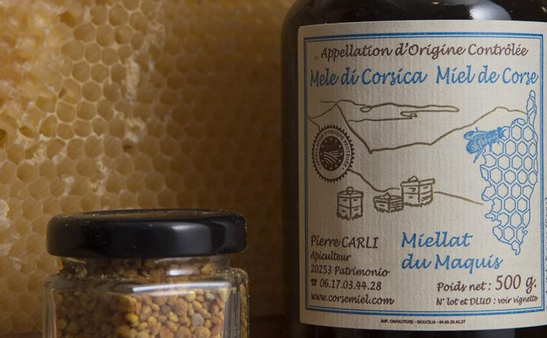 Appellation d'Origine Contrôlée
Mele di Corsica Miel de Corse
Pierre CARLI
Apiculteur
20253 Patrimonio
☎ 06.17.03.44.28
www.corsemiel.com
Miellat
du Maquis
Poids net : 500 g.
N° lot et DLUO : voir vignette